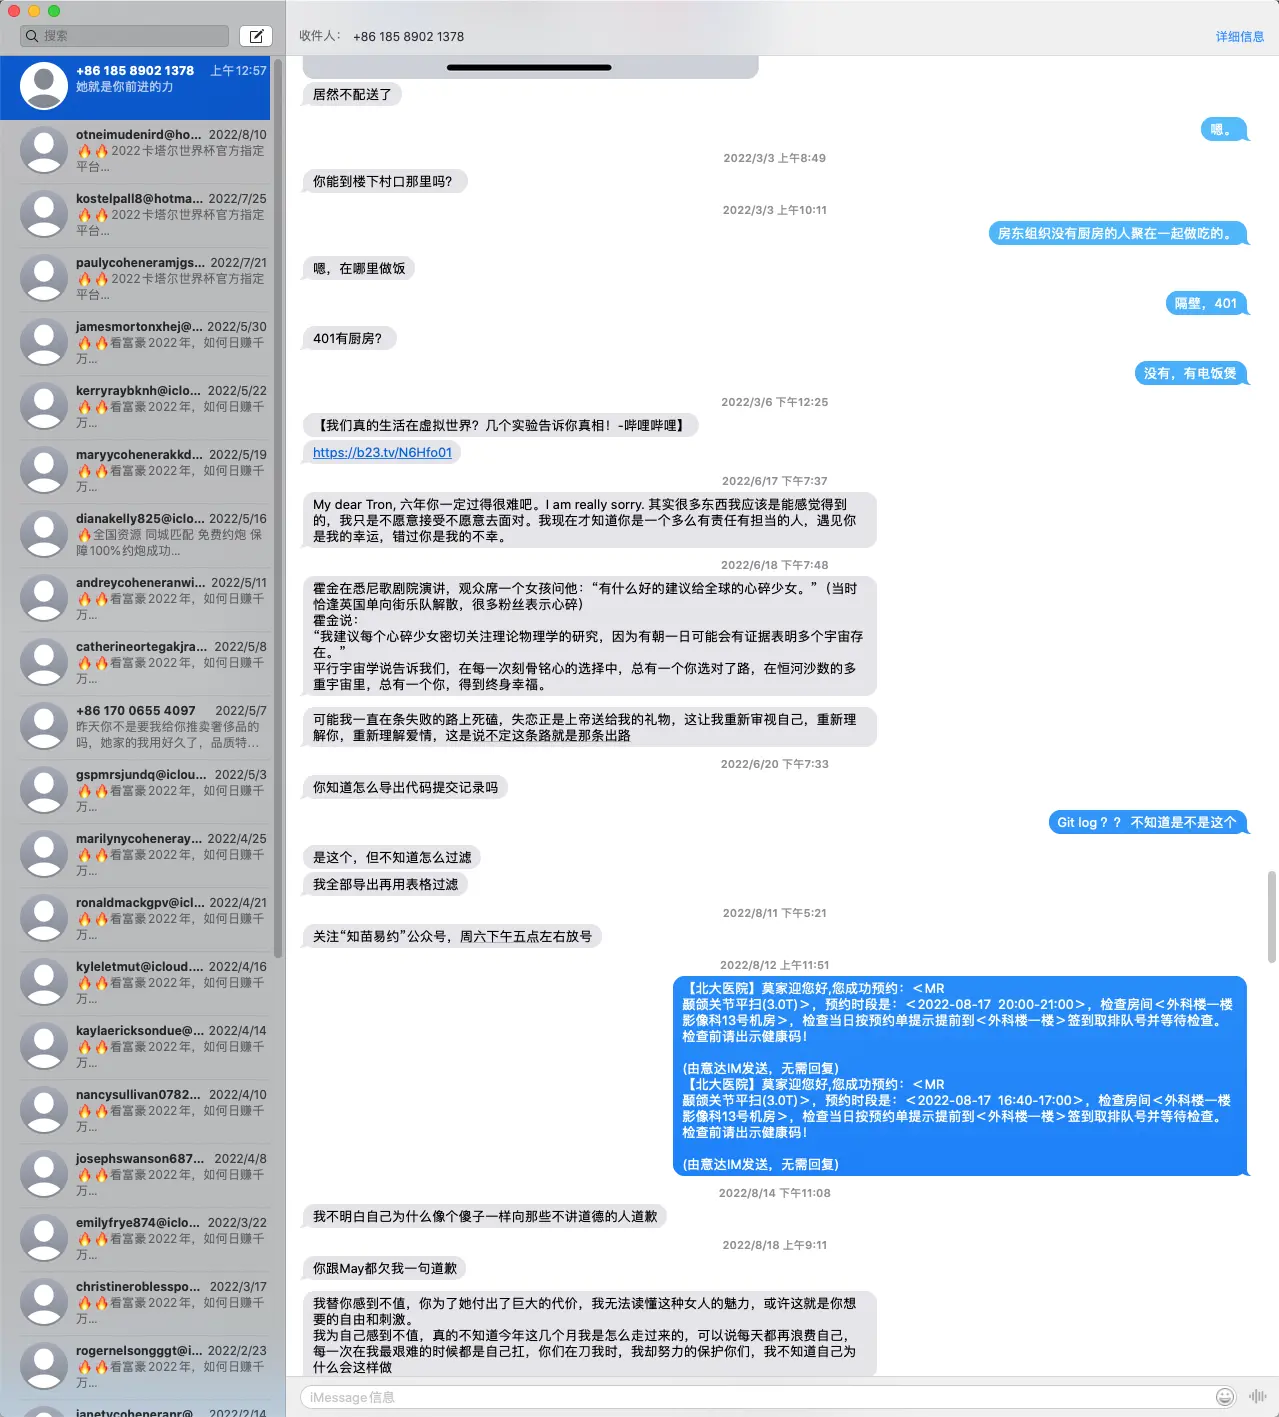 搜索
收件人： +86 185 8902 1378
详细信息
+86 185 8902 1378 上午12:57
她就是你前进的力
otneimudenird@ho... 2022/8/10
🔥🔥2022卡塔尔世界杯官方指定
平台...
kostelpall8@hotma... 2022/7/25
🔥🔥2022卡塔尔世界杯官方指定
平台...
paulycoheneramjgs... 2022/7/21
🔥🔥2022卡塔尔世界杯官方指定
平台...
jamesmortonxhej@... 2022/5/30
🔥🔥看富豪2022年，如何日赚千
万...
kerryraybknh@iclo... 2022/5/22
🔥🔥看富豪2022年，如何日赚千
万...
maryycohenerakkd... 2022/5/19
🔥🔥看富豪2022年，如何日赚千
万...
dianakelly825@iclo... 2022/5/16
🔥全国资源 同城匹配 免费约炮 保
障100%约炮成功...
andreycoheneranwi... 2022/5/11
🔥🔥看富豪2022年，如何日赚千
万...
catherineortegakjra... 2022/5/8
🔥🔥看富豪2022年，如何日赚千
万...
+86 170 0655 4097 2022/5/7
昨天你不是要我给你推卖奢侈品的
吗，她家的我用好久了，品质特...
gspmrsjundq@iclou... 2022/5/3
🔥🔥看富豪2022年，如何日赚千
万...
marilynycoheneray... 2022/4/25
🔥🔥看富豪2022年，如何日赚千
万...
ronaldmackgpv@icl... 2022/4/21
🔥🔥看富豪2022年，如何日赚千
万...
kyleletmut@icloud.... 2022/4/16
🔥🔥看富豪2022年，如何日赚千
万...
kaylaericksondue@... 2022/4/14
🔥🔥看富豪2022年，如何日赚千
万...
nancysullivan0782... 2022/4/10
🔥🔥看富豪2022年，如何日赚千
万...
josephswanson687... 2022/4/8
🔥🔥看富豪2022年，如何日赚千
万...
emilyfrye874@iclo... 2022/3/22
🔥🔥看富豪2022年，如何日赚千
万...
christineroblesspo... 2022/3/17
🔥🔥看富豪2022年，如何日赚千
万...
rogernelsongggt@i... 2022/2/23
🔥🔥看富豪2022年，如何日赚千
万...
janetycoheneranr@... 2022/2/14
居然不配送了
嗯。
2022/3/3 上午8:49
你能到楼下村口那里吗？
2022/3/3 上午10:11
房东组织没有厨房的人聚在一起做吃的。
嗯，在哪里做饭
隔壁，401
401有厨房？
没有，有电饭煲
2022/3/6 下午12:25
【我们真的生活在虚拟世界？几个实验告诉你真相！-哔哩哔哩】
https://b23.tv/N6Hfo01
2022/6/17 下午7:37
My dear Tron, 六年你一定过得很难吧。I am really sorry. 其实很多东西我应该是能感觉得到
的，我只是不愿意接受不愿意去面对。我现在才知道你是一个多么有责任有担当的人，遇见你
是我的幸运，错过你是我的不幸。
2022/6/18 下午7:48
霍金在悉尼歌剧院演讲，观众席一个女孩问他：“有什么好的建议给全球的心碎少女。”（当时
恰逢英国单向街乐队解散，很多粉丝表示心碎）
霍金说：
“我建议每个心碎少女密切关注理论物理学的研究，因为有朝一日可能会有证据表明多个宇宙存
在。”
平行宇宙学说告诉我们，在每一次刻骨铭心的选择中，总有一个你选对了路，在恒河沙数的多
重宇宙里，总有一个你，得到终身幸福。
可能我一直在条失败的路上死磕，失恋正是上帝送给我的礼物，这让我重新审视自己，重新理
解你，重新理解爱情，这是说不定这条路就是那条出路
2022/6/20 下午7:33
你知道怎么导出代码提交记录吗
Git log？？ 不知道是不是这个
是这个，但不知道怎么过滤
我全部导出再用表格过滤
2022/8/11 下午5:21
关注“知苗易约”公众号，周六下午五点左右放号
2022/8/12 上午11:51
【北大医院】莫家迎您好,您成功预约：＜MR
颞颌关节平扫(3.0T)＞，预约时段是：＜2022-08-17 20:00-21:00＞，检查房间＜外科楼一楼
影像科13号机房＞，检查当日按预约单提示提前到＜外科楼一楼＞签到取排队号并等待检查。
检查前请出示健康码！
(由意达IM发送，无需回复)
【北大医院】莫家迎您好,您成功预约：＜MR
颞颌关节平扫(3.0T)＞，预约时段是：＜2022-08-17 16:40-17:00＞，检查房间＜外科楼一楼
影像科13号机房＞，检查当日按预约单提示提前到＜外科楼一楼＞签到取排队号并等待检查。
检查前请出示健康码！
(由意达IM发送，无需回复)
2022/8/14 下午11:08
我不明白自己为什么像个傻子一样向那些不讲道德的人道歉
2022/8/18 上午9:11
你跟May都欠我一句道歉
我替你感到不值，你为了她付出了巨大的代价，我无法读懂这种女人的魅力，或许这就是你想
要的自由和刺激。
我为自己感到不值，真的不知道今年这几个月我是怎么走过来的，可以说每天都再浪费自己，
每一次在我最艰难的时候都是自己扛，你们在刀我时，我却努力的保护你们，我不知道自己为
什么会这样做
iMessage信息